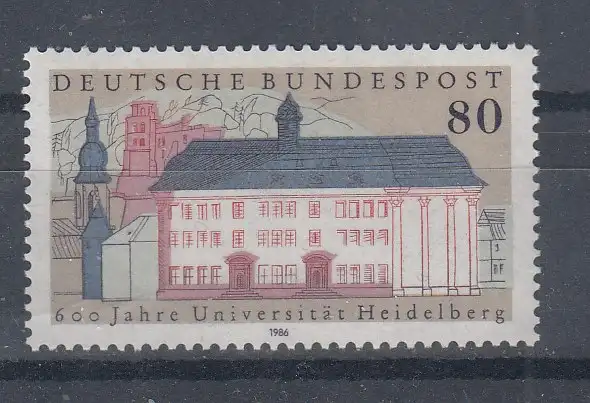 DEUTSCHE BUNDESPOST
80
600 Jahre Universität Heidelberg
1986